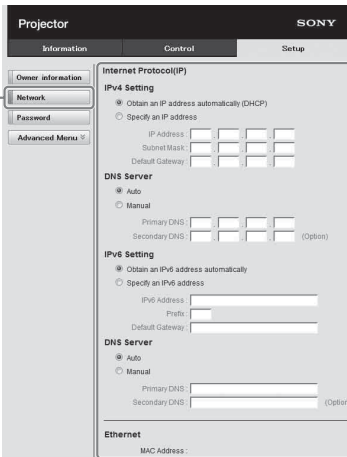 Projector
SONY
Information
Control
Setup
Owner information
Network
Password
Advanced Menu
Internet Protocol(IP)
IPv4 Setting
Obtain an IP address automatically (DHCP)
Specify an IP address
IP Address :
Subnet Mask :
Default Gateway :
DNS Server
Auto
Manual
Primary DNS :
Secondary DNS : (Option)
IPv6 Setting
Obtain an IPv6 address automatically
Specify an IPv6 address
IPv6 Address :
Prefix :
Default Gateway :
DNS Server
Auto
Manual
Primary DNS :
Secondary DNS : (Option
Ethernet
MAC Address :